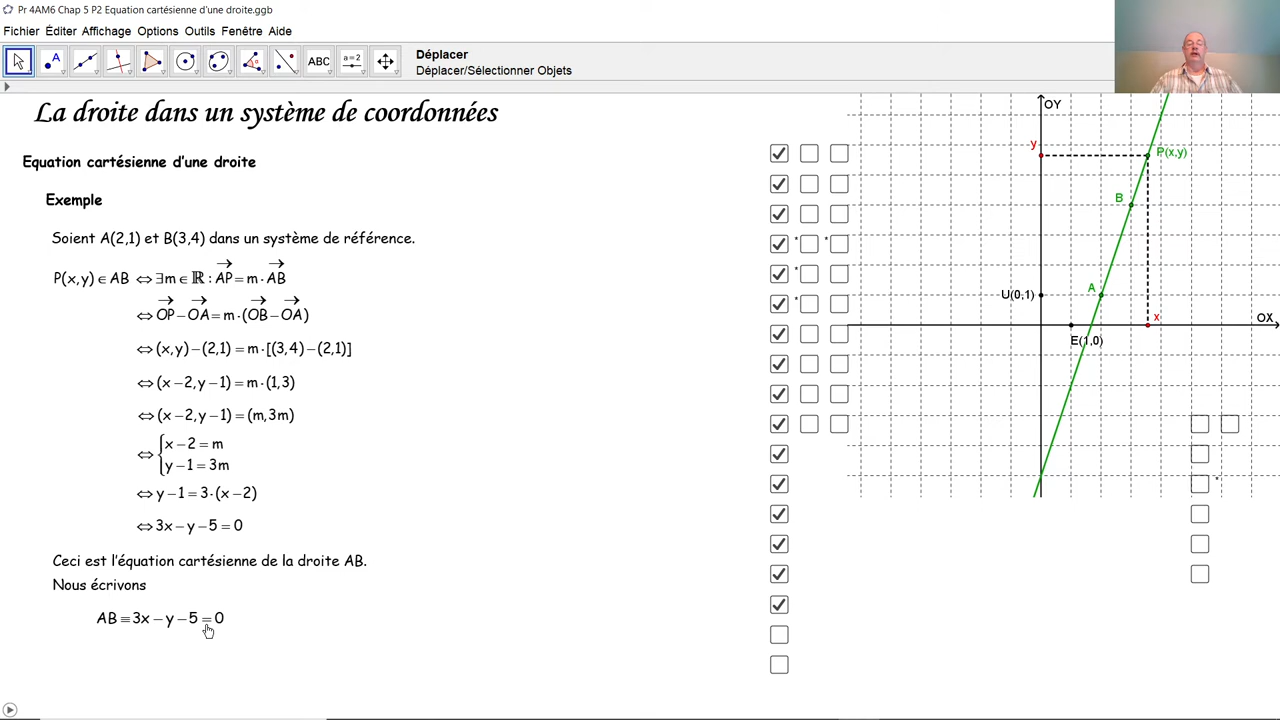 Pr 4AM6 Chap 5 P2 Equation cartésienne d'une droite.ggb
Fichier Éditer Affichage Options Outils Fenêtre Aide
A
ABC
a=2
Déplacer
Déplacer/Sélectionner Objets
La droite dans un système de coordonnées
Equation cartésienne d'une droite
Exemple
Soient A(2,1) et B(3,4) dans un système de référence.
P(x,y)∈AB ⇔ ∃m∈ℝ : AP⃗ = m·AB⃗
⇔ OP⃗ − OA⃗ = m·(OB⃗ − OA⃗)
⇔ (x,y) − (2,1) = m·[(3,4) − (2,1)]
⇔ (x − 2, y − 1) = m·(1,3)
⇔ (x − 2, y − 1) = (m,3m)
⇔ { x − 2 = m
y − 1 = 3m
⇔ y − 1 = 3·(x − 2)
⇔ 3x − y − 5 = 0
Ceci est l'équation cartésienne de la droite AB.
Nous écrivons
AB ≡ 3x − y − 5 = 0
OY
y
P(x,y)
B
A
U(0,1)
x
OX
E(1,0)